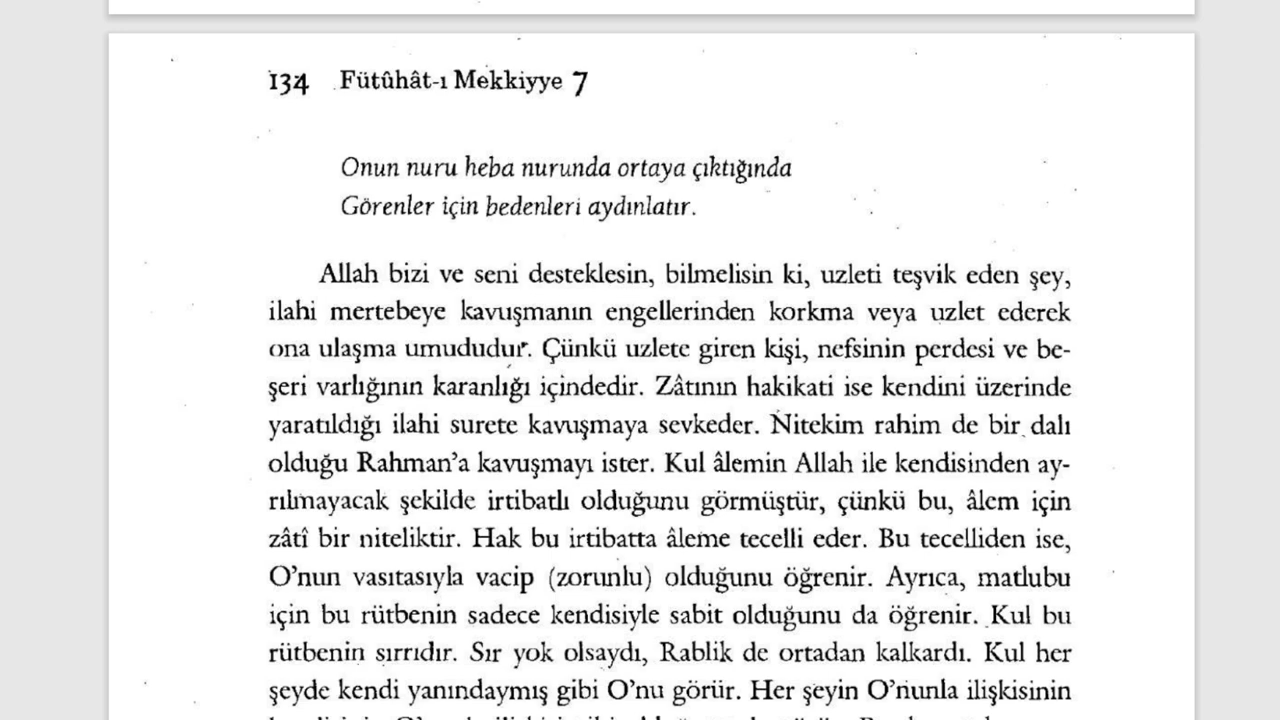 134 Fütûhât-ı Mekkiyye 7
Onun nuru heba nurunda ortaya çıktığında
Görenler için bedenleri aydınlatır.
Allah bizi ve seni desteklesin, bilmelisin ki, uzleti teşvik eden şey,
ilahi mertebeye kavuşmanın engellerinden korkma veya uzlet ederek
ona ulaşma umududur. Çünkü uzlete giren kişi, nefsinin perdesi ve be-
şeri varlığının karanlığı içindedir. Zâtının hakikati ise kendini üzerinde
yaratıldığı ilahi surete kavuşmaya sevkeder. Nitekim rahim de bir dalı
olduğu Rahman'a kavuşmayı ister. Kul âlemin Allah ile kendisinden ay-
rılmayacak şekilde irtibatlı olduğunu görmüştür, çünkü bu, âlem için
zâtî bir niteliktir. Hak bu irtibatta âleme tecelli eder. Bu tecelliden ise,
O'nun vasıtasıyla vacip (zorunlu) olduğunu öğrenir. Ayrıca, matlubu
için bu rütbenin sadece kendisiyle sabit olduğunu da öğrenir. Kul bu
rütbenin sırrıdır. Sır yok olsaydı, Rablik de ortadan kalkardı. Kul her
şeyde kendi yanındaymış gibi O'nu görür. Her şeyin O'nunla ilişkisinin